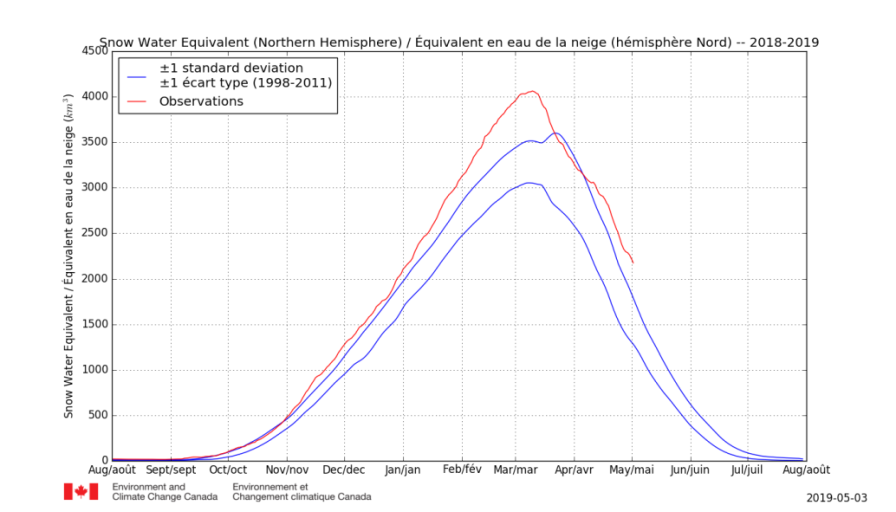 Snow Water Equivalent (Northern Hemisphere) / Équivalent en eau de la neige (hémisphère Nord) -- 2018-2019
Snow Water Equivalent / Équivalent en eau de la neige (km³)
4500
4000
3500
3000
2500
2000
1500
1000
500
0
±1 standard deviation
±1 écart type (1998-2011)
Observations
Aug/août Sept/sept Oct/oct Nov/nov Dec/dec Jan/jan Feb/fév Mar/mar Apr/avr May/mai Jun/juin Jul/juil Aug/août
Environment and Environnement et
Climate Change Canada Changement climatique Canada
2019-05-03